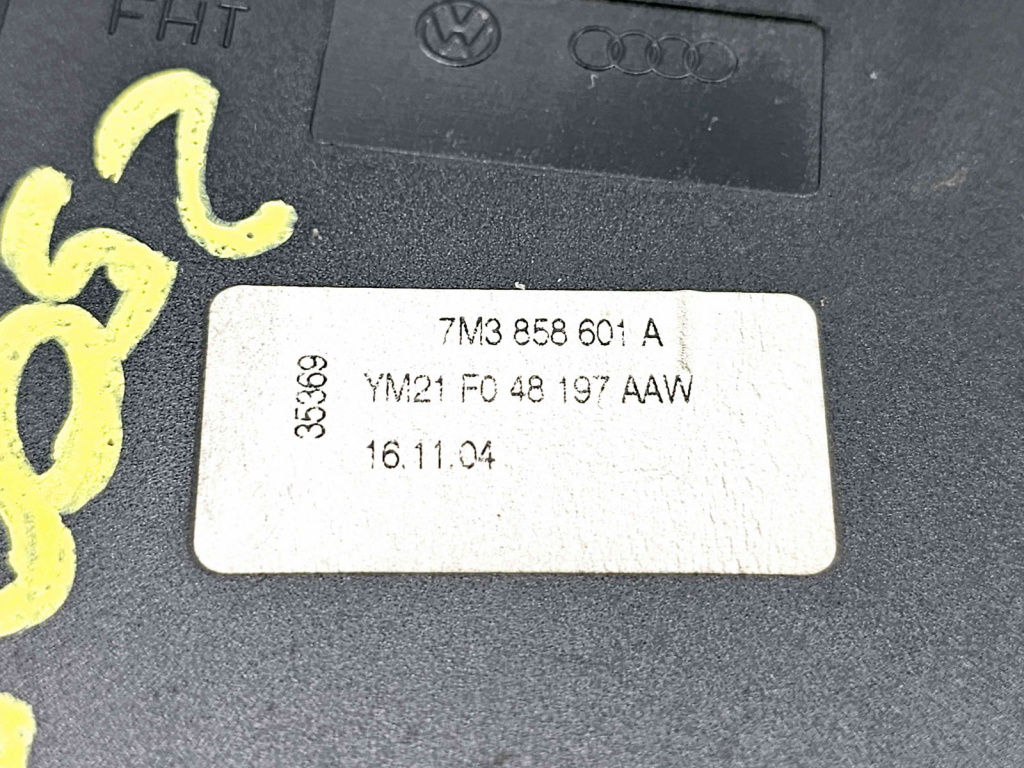 FHT
7M3 858 601 A
35369
YM21 F0 48 197 AAW
16.11.04